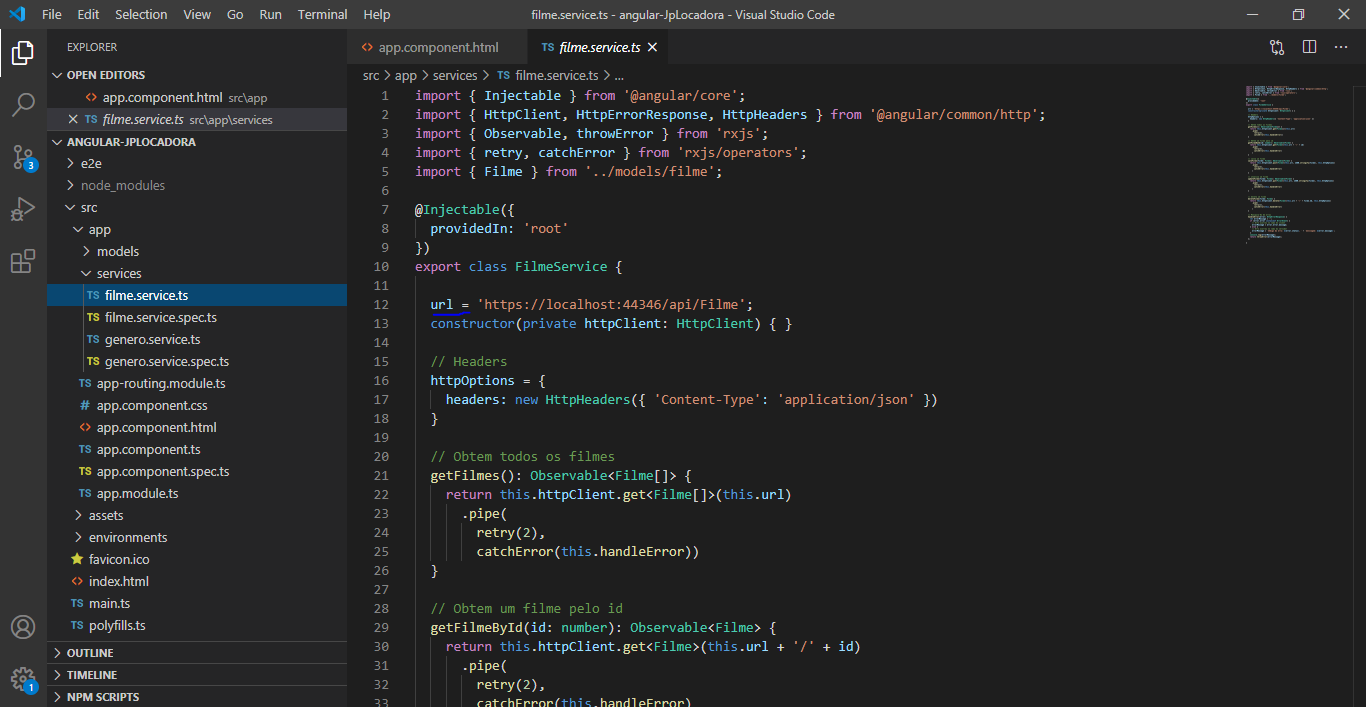 File Edit Selection View Go Run Terminal Help
filme.service.ts - angular-JpLocadora - Visual Studio Code
EXPLORER
OPEN EDITORS
app.component.html src\app
filme.service.ts src\app\services
ANGULAR-JPLOCADORA
e2e
node_modules
src
app
models
services
TS filme.service.ts
TS filme.service.spec.ts
TS genero.service.ts
TS genero.service.spec.ts
TS app-routing.module.ts
# app.component.css
<> app.component.html
TS app.component.ts
TS app.component.spec.ts
TS app.module.ts
assets
environments
favicon.ico
<> index.html
TS main.ts
TS polyfills.ts
OUTLINE
TIMELINE
NPM SCRIPTS
3
1
<> app.component.html
TS filme.service.ts
src > app > services > TS filme.service.ts > ...
1 import { Injectable } from '@angular/core';
2 import { HttpClient, HttpErrorResponse, HttpHeaders } from '@angular/common/http';
3 import { Observable, throwError } from 'rxjs';
4 import { retry, catchError } from 'rxjs/operators';
5 import { Filme } from '../models/filme';
6
7 @Injectable({
8 providedIn: 'root'
9 })
10 export class FilmeService {
11
12 url = 'https://localhost:44346/api/Filme';
13 constructor(private httpClient: HttpClient) { }
14
15 // Headers
16 httpOptions = {
17 headers: new HttpHeaders({ 'Content-Type': 'application/json' })
18 }
19
20 // Obtem todos os filmes
21 getFilmes(): Observable<Filme[]> {
22 return this.httpClient.get<Filme[]>(this.url)
23 .pipe(
24 retry(2),
25 catchError(this.handleError))
26 }
27
28 // Obtem um filme pelo id
29 getFilmeById(id: number): Observable<Filme> {
30 return this.httpClient.get<Filme>(this.url + '/' + id)
31 .pipe(
32 retry(2),
33 catchError(this.handleError)